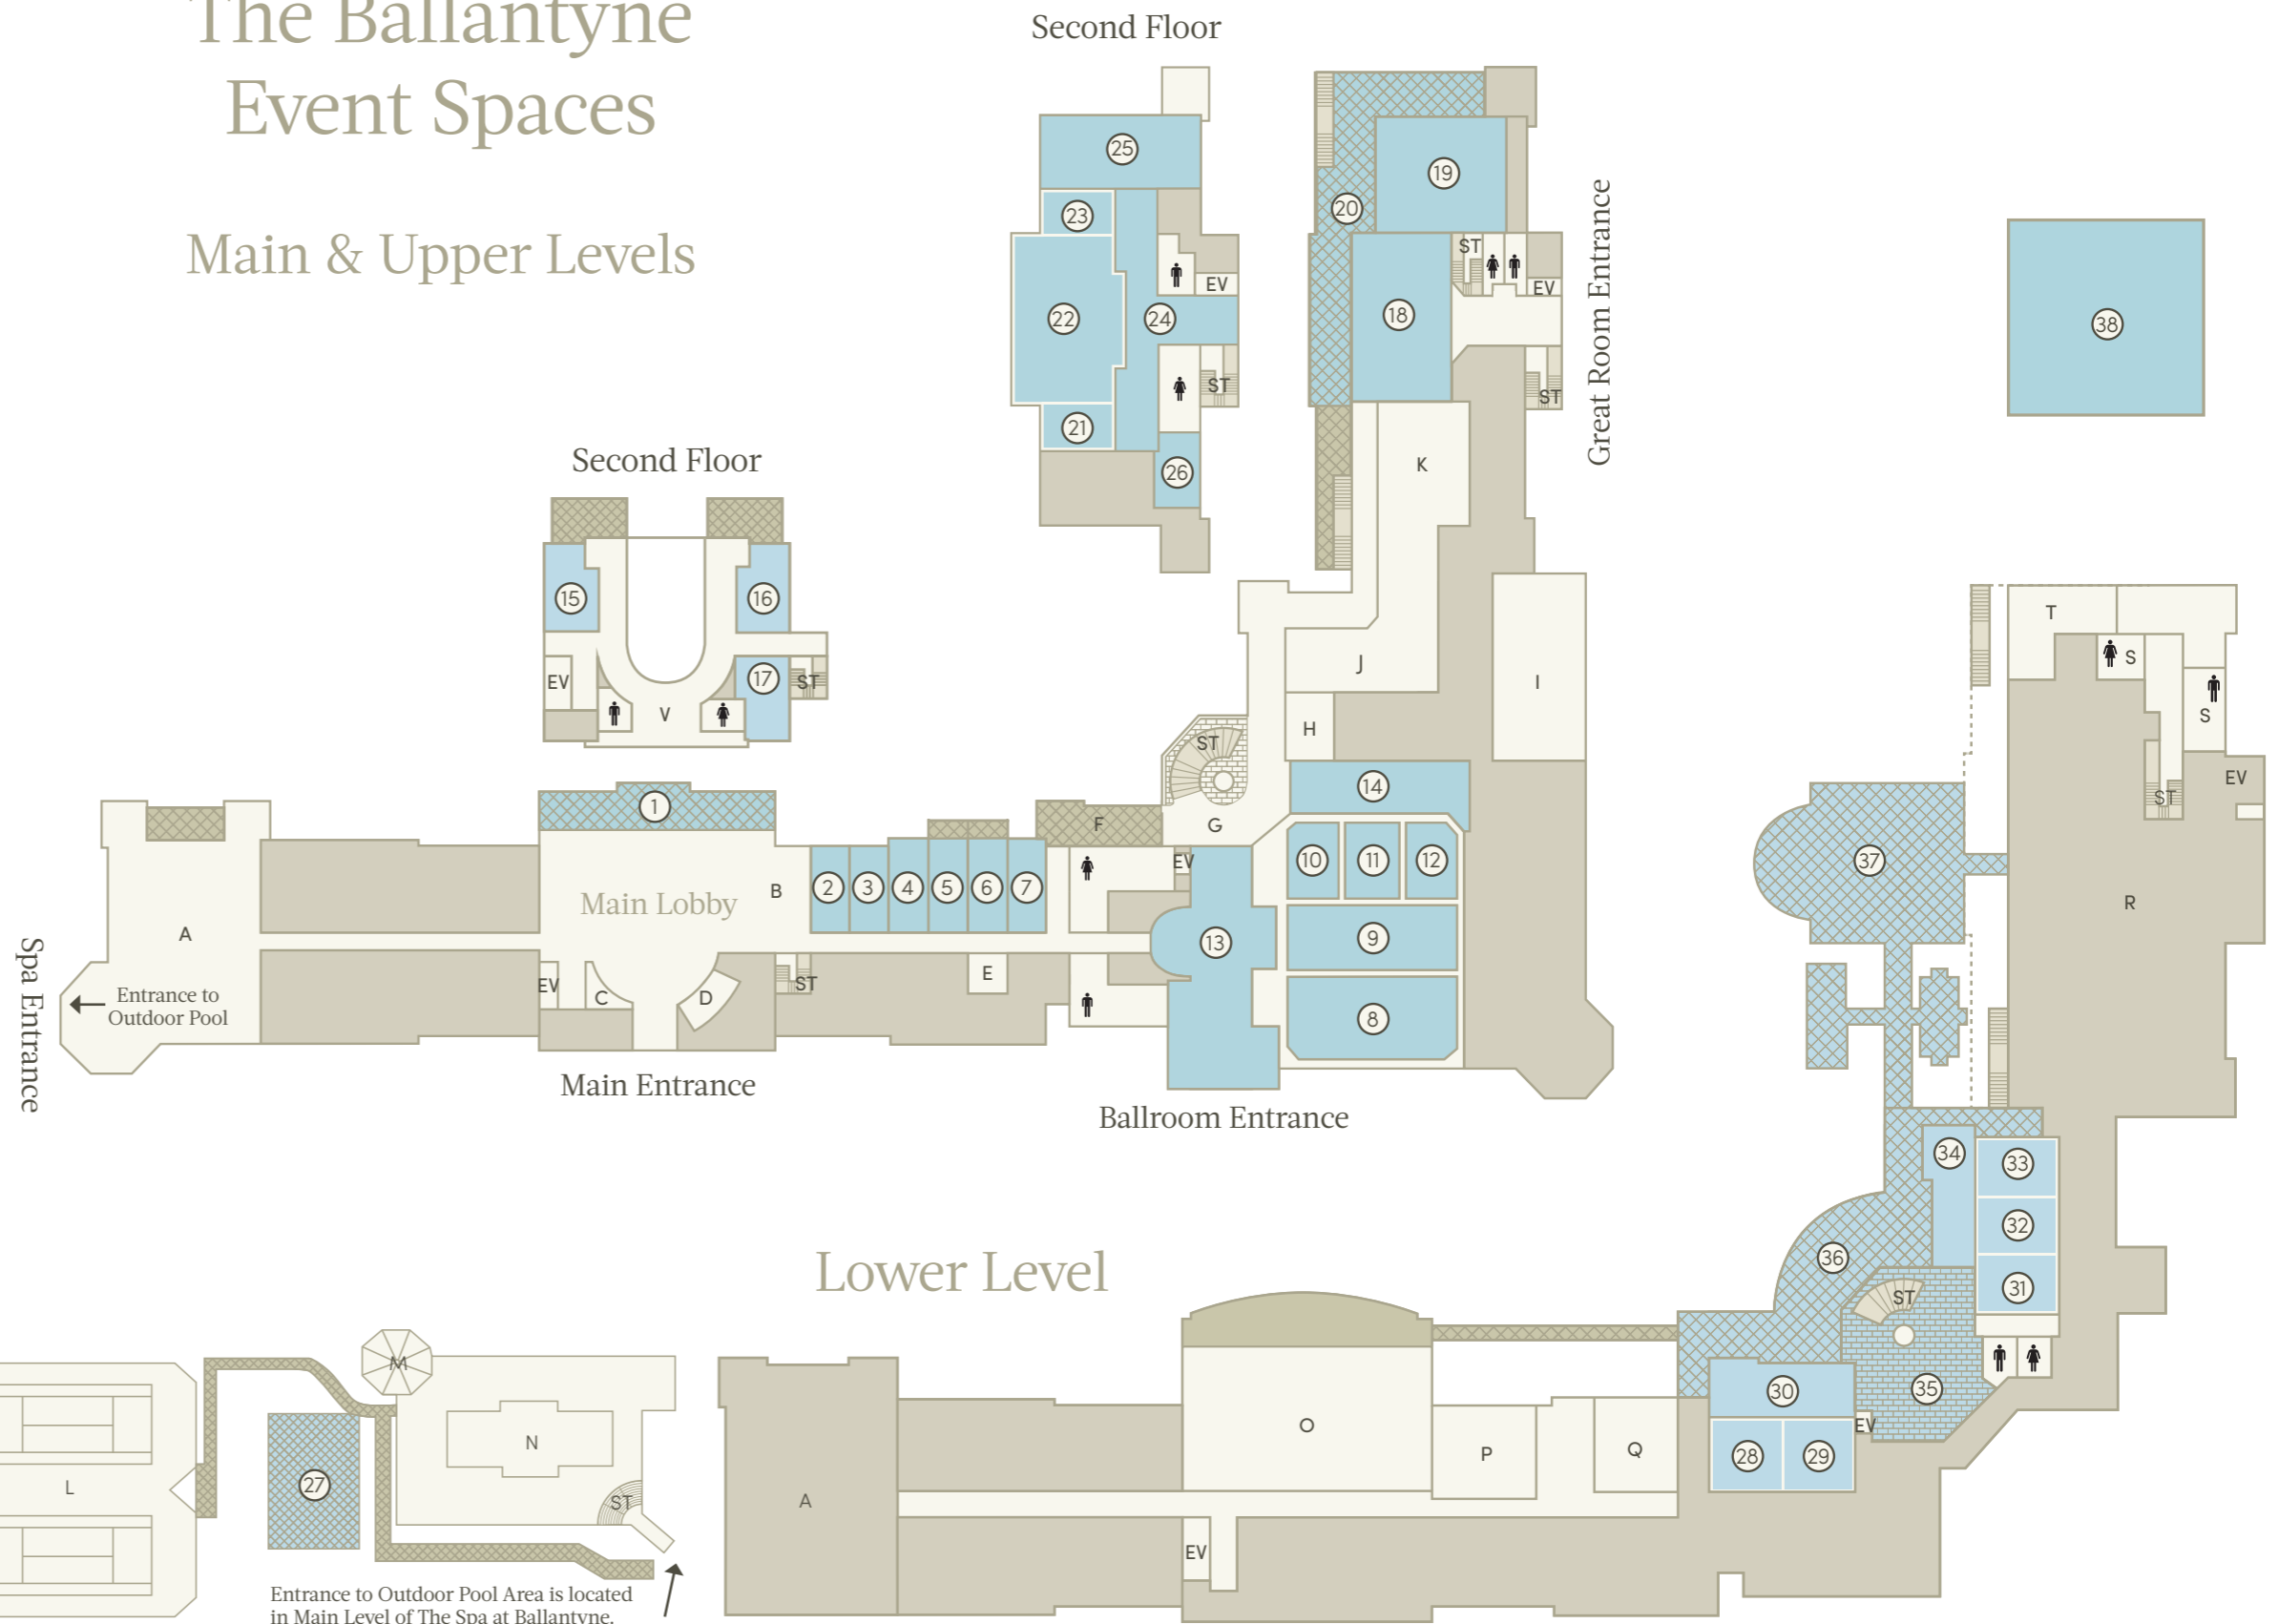 The Ballantyne
Event Spaces
Main & Upper Levels
Second Floor
25
23
22
24
EV
21
ST
26
20
19
18
ST
EV
ST
K
Great Room Entrance
38
Second Floor
15
16
17
EV
ST
V
J
I
H
ST
G
14
F
1
Main Lobby
B
2
3
4
5
6
7
EV
10
11
12
13
9
8
A
Spa Entrance
Entrance to
Outdoor Pool
EV
C
D
ST
E
Main Entrance
Ballroom Entrance
T
S
S
EV
ST
R
37
34
33
32
31
36
ST
35
30
28
29
EV
Lower Level
M
N
L
27
ST
A
O
P
Q
EV
Entrance to Outdoor Pool Area is located
in Main Level of The Spa at Ballantyne.